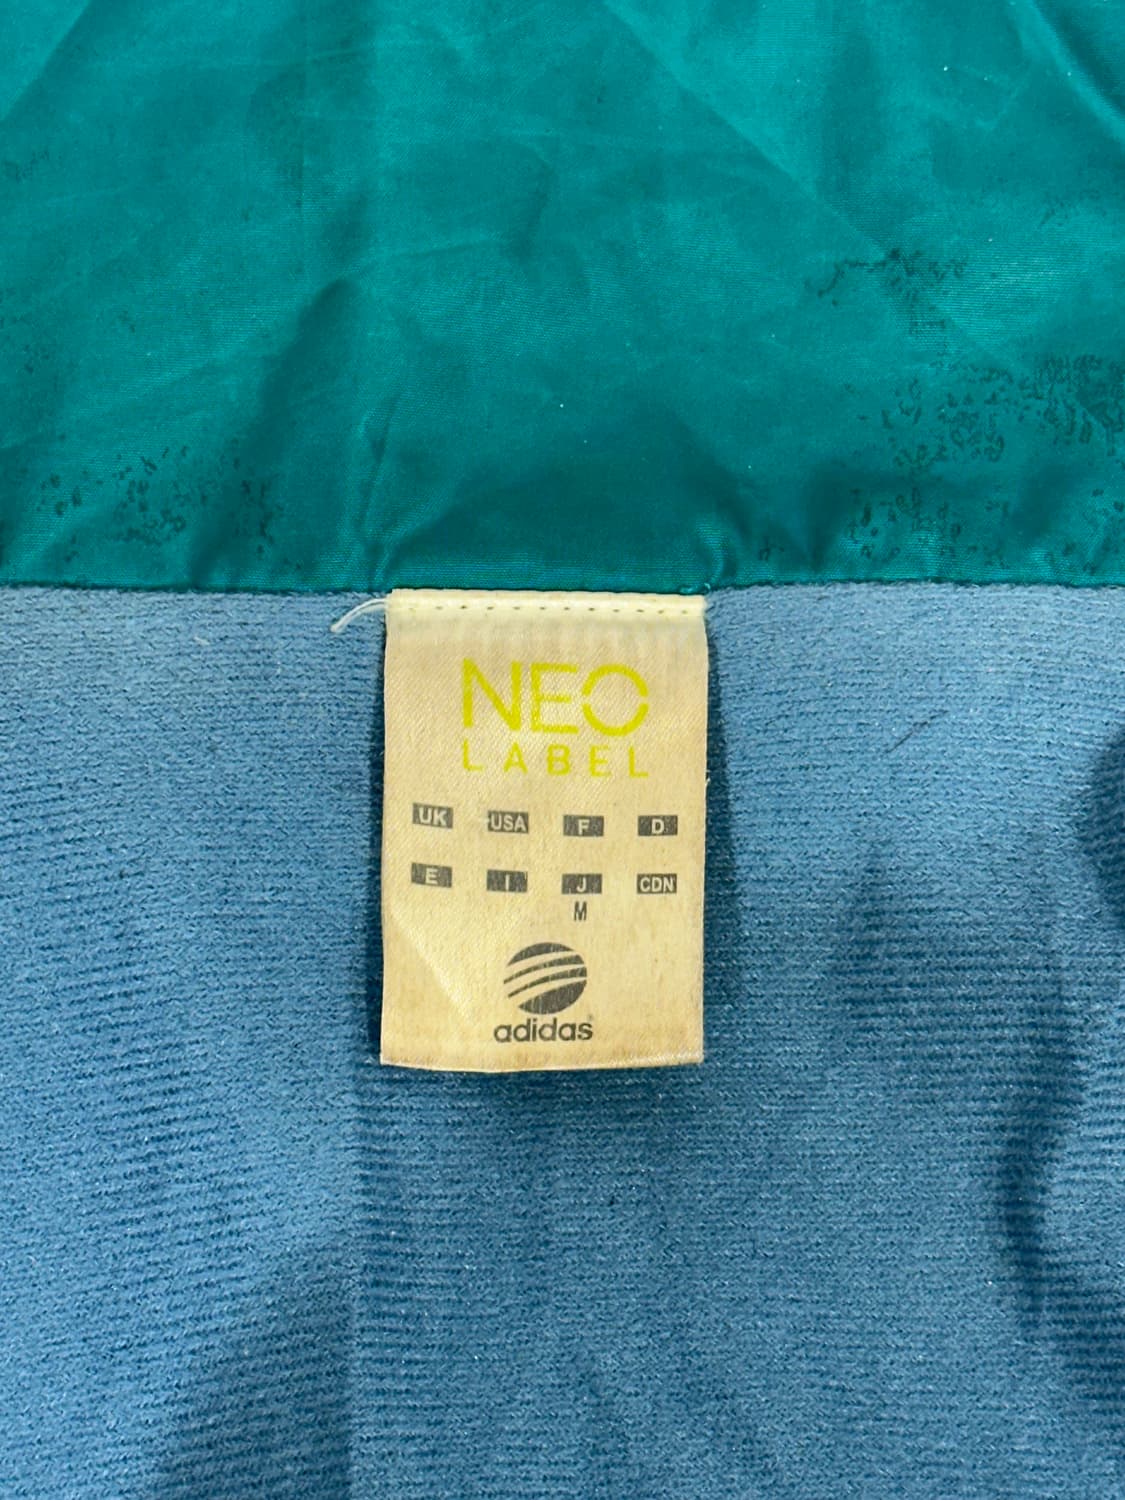 NEO
LABEL
UK USA F D
E I J CDN
M
adidas